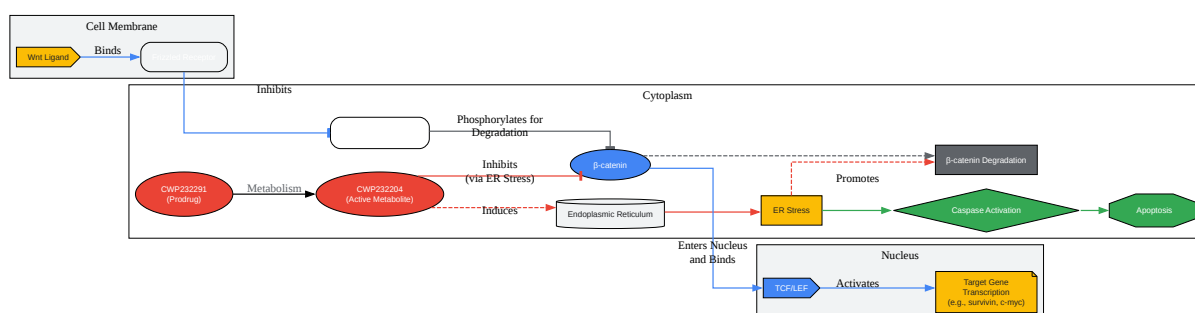 Cell Membrane
Wnt Ligand
Binds
Inhibits
Cytoplasm
Phosphorylates for
Degradation
β-catenin
β-catenin Degradation
CWP232291
(Prodrug)
Metabolism
CWP232204
(Active Metabolite)
Inhibits
(via ER Stress)
Promotes
Induces
Endoplasmic Reticulum
ER Stress
Caspase Activation
Apoptosis
Enters Nucleus
and Binds
Nucleus
TCF/LEF
Activates
Target Gene
Transcription
(e.g., survivin, c-myc)